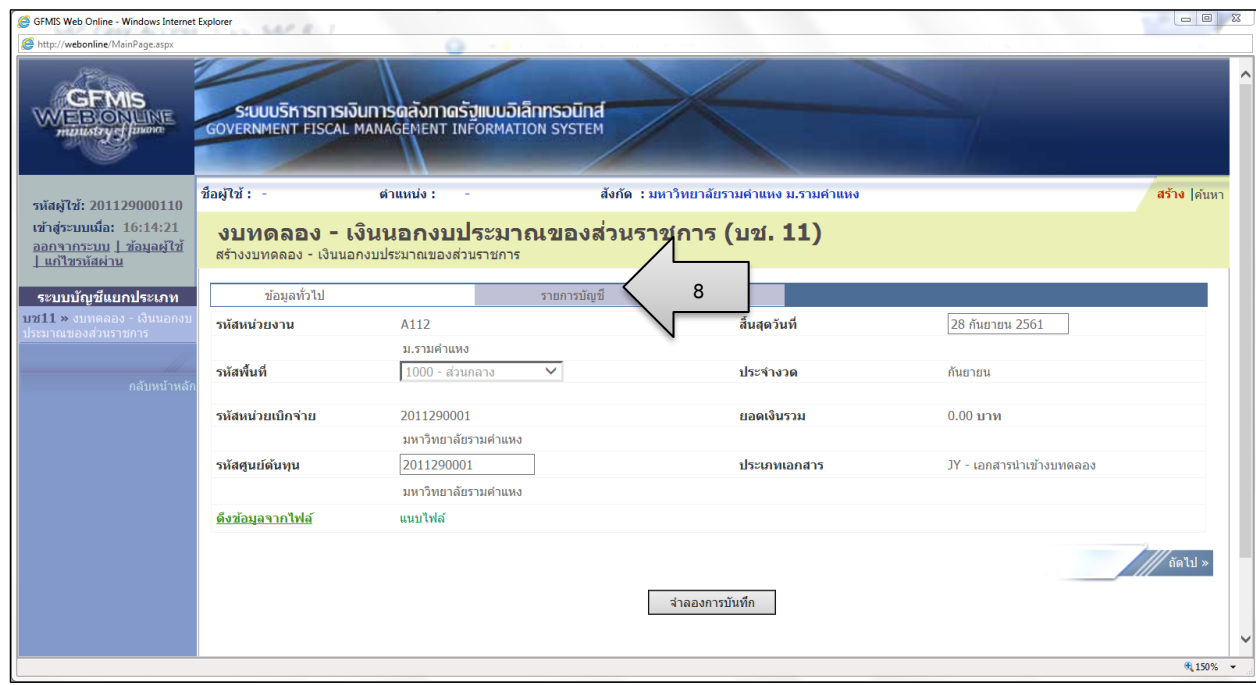 GFMIS Web Online - Windows Internet Explorer
http://webonline/MainPage.aspx
GFMIS
WEB ONLINE
ministry of finance
ระบบบริหารการเงินการคลังภาครัฐแบบอิเล็กทรอนิกส์
GOVERNMENT FISCAL MANAGEMENT INFORMATION SYSTEM
รหัสผู้ใช้: 201129000110
เข้าสู่ระบบเมื่อ: 16:14:21
ออกจากระบบ | ข้อมูลผู้ใช้
| แก้ไขรหัสผ่าน
ระบบบัญชีแยกประเภท
บช11 » งบทดลอง - เงินนอกงบ
ประมาณของส่วนราชการ
กลับหน้าหลัก
ชื่อผู้ใช้ : - ตำแหน่ง : - สังกัด : มหาวิทยาลัยรามคำแหง ม.รามคำแหง สร้าง |ค้นหา
งบทดลอง - เงินนอกงบประมาณของส่วนราชการ (บช. 11)
สร้างงบทดลอง - เงินนอกงบประมาณของส่วนราชการ
ข้อมูลทั่วไป รายการบัญชี 8
รหัสหน่วยงาน A112 สิ้นสุดวันที่ 28 กันยายน 2561
ม.รามคำแหง
รหัสพื้นที่ 1000 - ส่วนกลาง ประจำงวด กันยายน
รหัสหน่วยเบิกจ่าย 2011290001 ยอดเงินรวม 0.00 บาท
มหาวิทยาลัยรามคำแหง
รหัสศูนย์ต้นทุน 2011290001 ประเภทเอกสาร JY - เอกสารนำเข้างบทดลอง
มหาวิทยาลัยรามคำแหง
ดึงข้อมูลจากไฟล์ แนบไฟล์
ถัดไป »
จำลองการบันทึก
150%